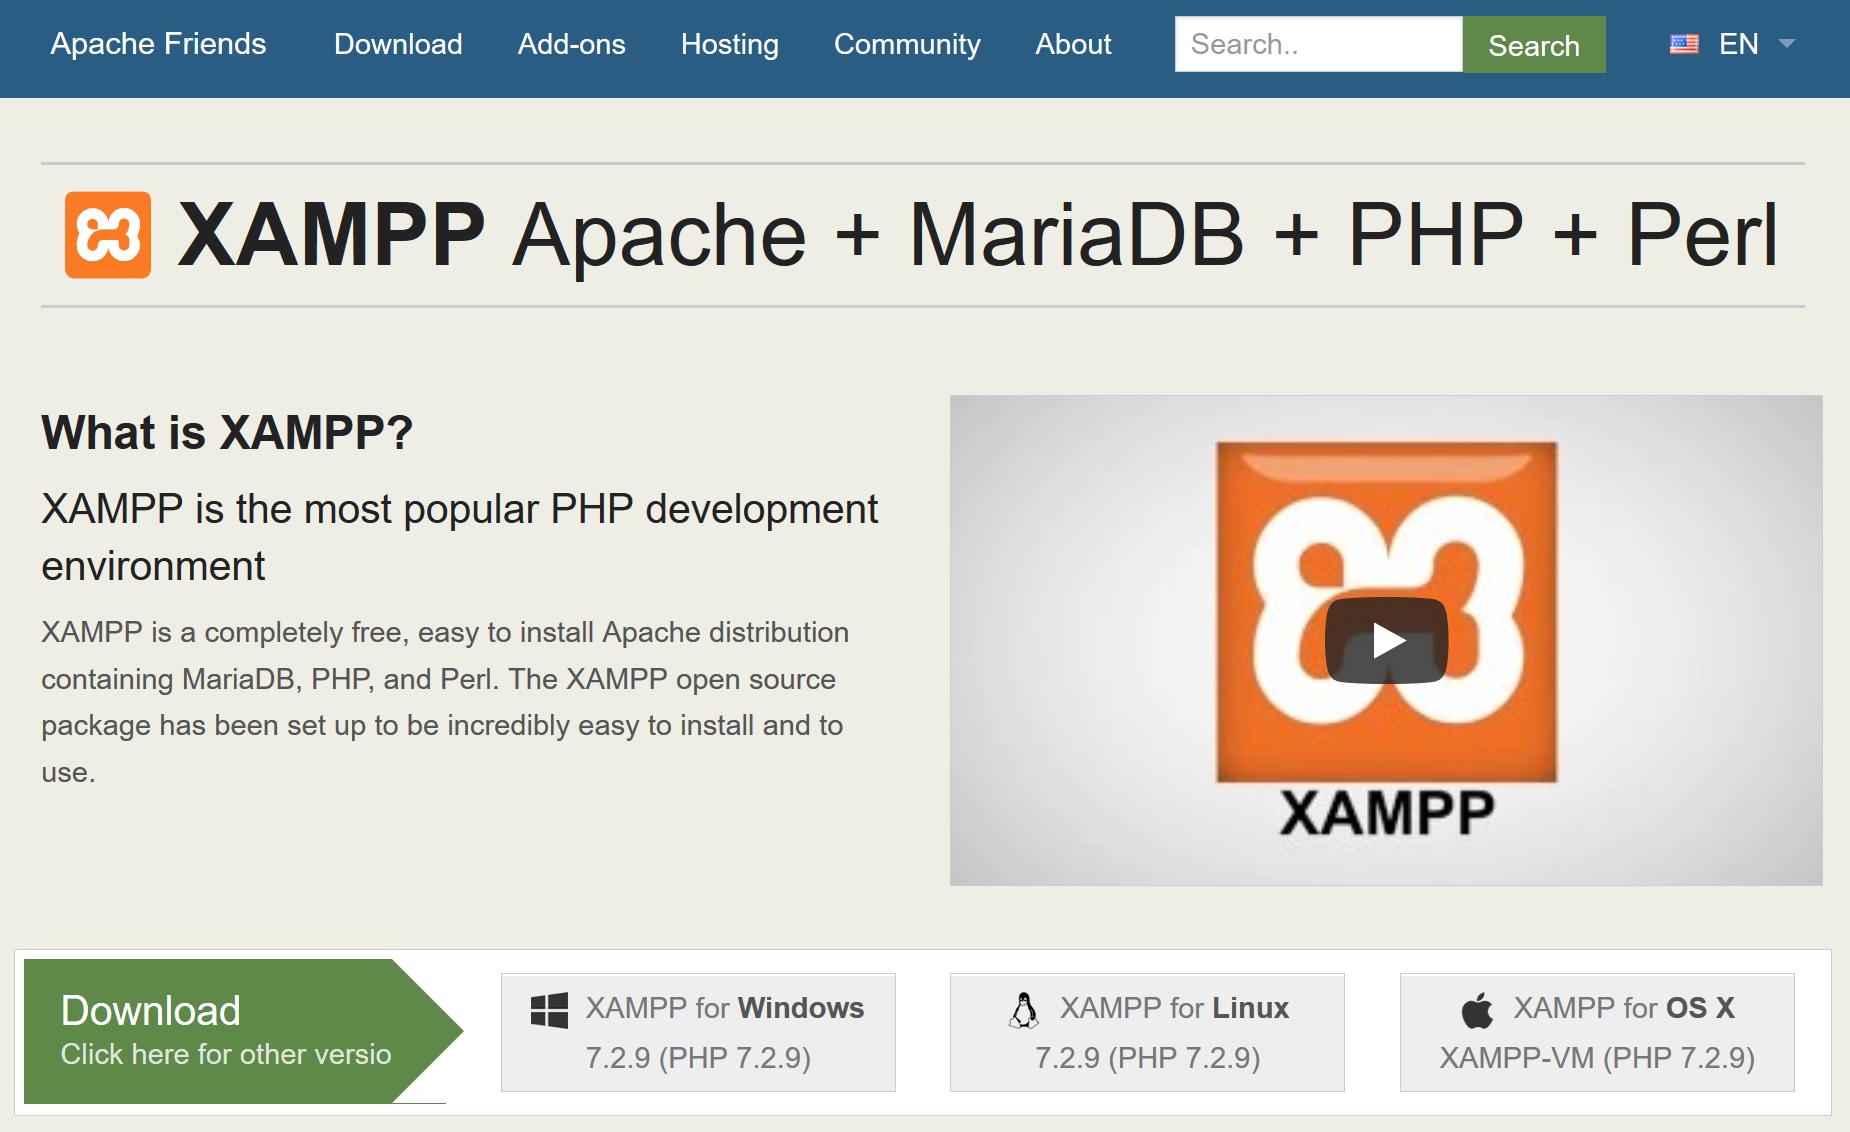 Apache Friends Download Add-ons Hosting Community About Search.. Search EN
XAMPP Apache + MariaDB + PHP + Perl
What is XAMPP?
XAMPP is the most popular PHP development
environment
XAMPP is a completely free, easy to install Apache distribution
containing MariaDB, PHP, and Perl. The XAMPP open source
package has been set up to be incredibly easy to install and to
use.
XAMPP
Download
Click here for other versio
XAMPP for Windows
7.2.9 (PHP 7.2.9)
XAMPP for Linux
7.2.9 (PHP 7.2.9)
XAMPP for OS X
XAMPP-VM (PHP 7.2.9)